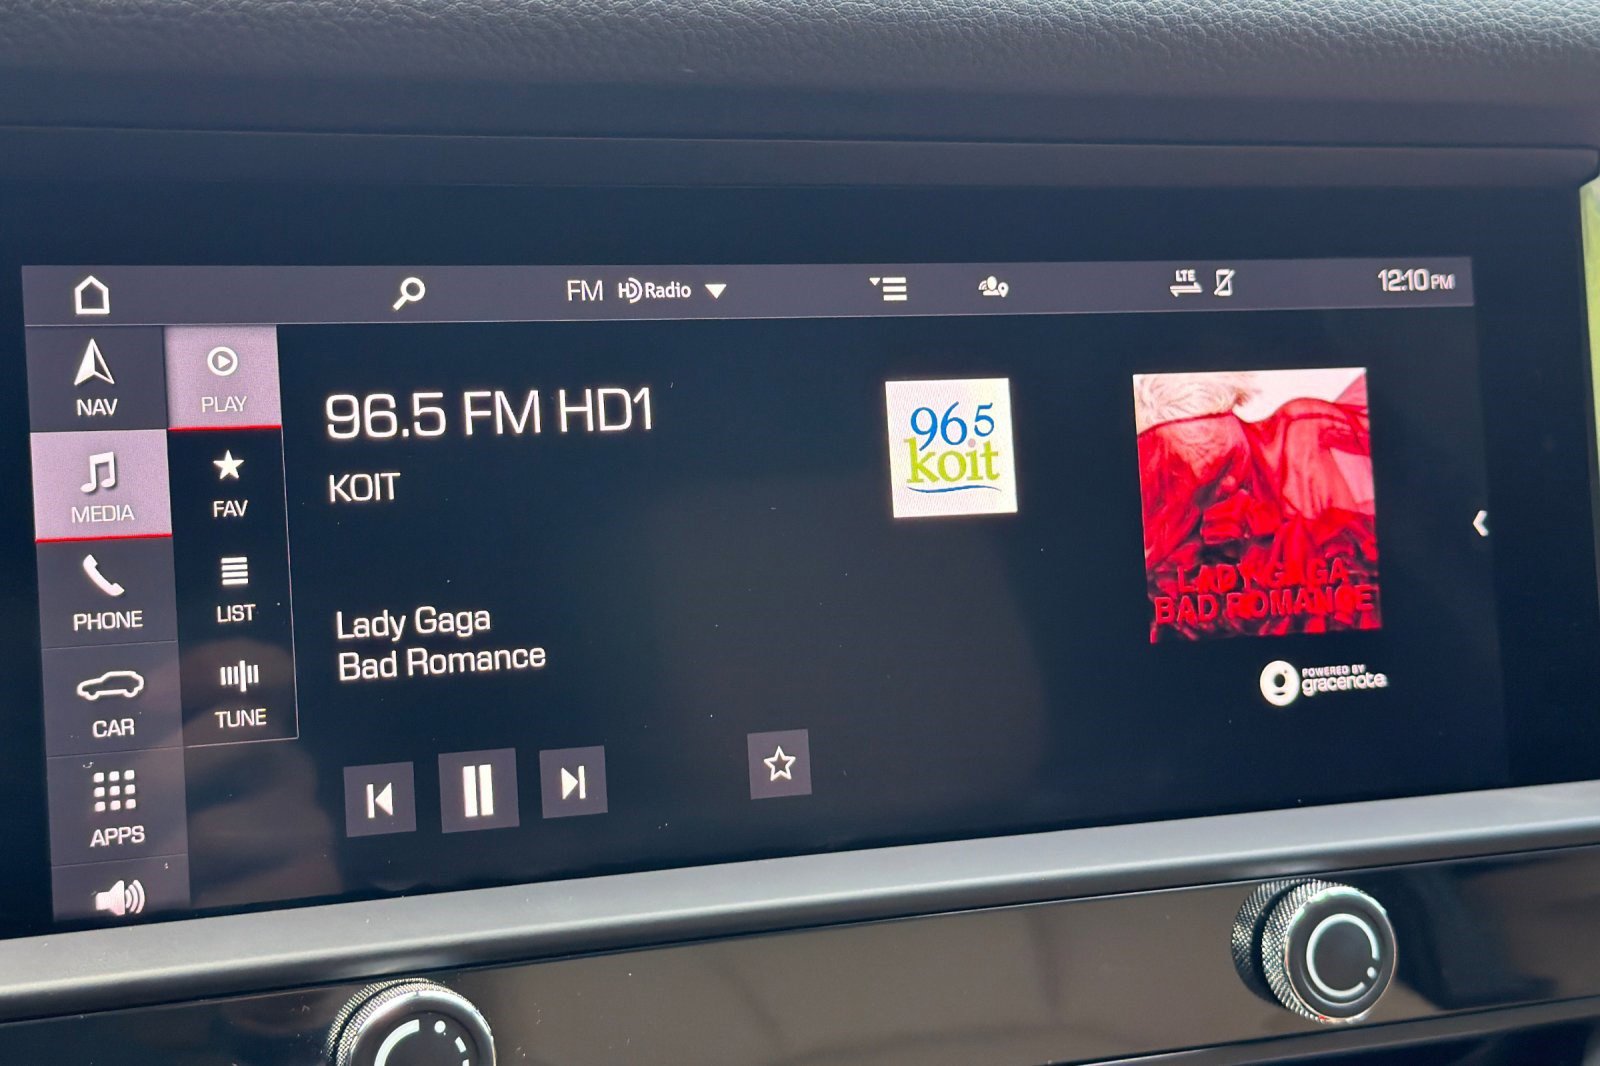 FM HD Radio
LTE
12:10 PM
NAV
PLAY
MEDIA
FAV
PHONE
LIST
CAR
TUNE
APPS
96.5 FM HD1
KOIT
Lady Gaga
Bad Romance
96.5
koit
LADY GAGA
BAD ROMANCE
POWERED BY
gracenote